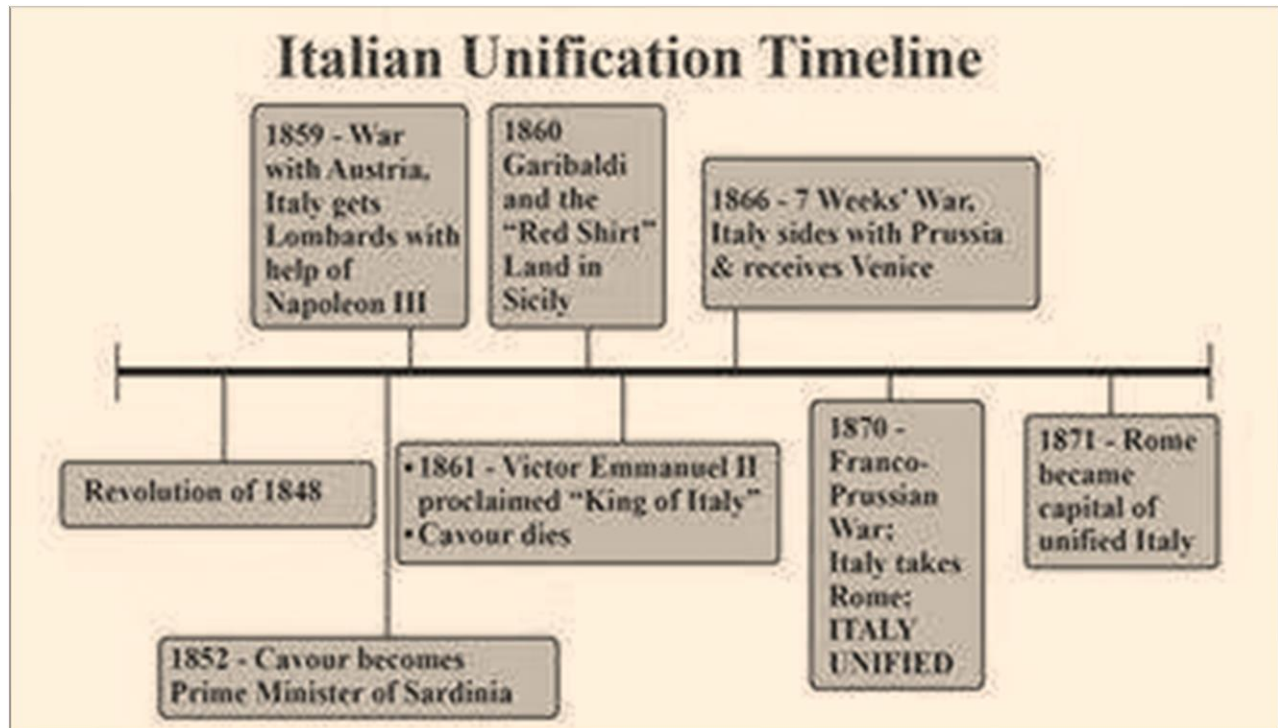 Italian Unification Timeline
1859 - War
with Austria,
Italy gets
Lombards with
help of
Napoleon III
1860
Garibaldi
and the
“Red Shirt”
Land in
Sicily
1866 - 7 Weeks’ War.
Italy sides with Prussia
& receives Venice
Revolution of 1848
1852 - Cavour becomes
Prime Minister of Sardinia
•1861 - Victor Emmanuel II
proclaimed “King of Italy”
•Cavour dies
1870 -
Franco-
Prussian
War:
Italy takes
Rome:
ITALY
UNIFIED
1871 - Rome
became
capital of
unified Italy